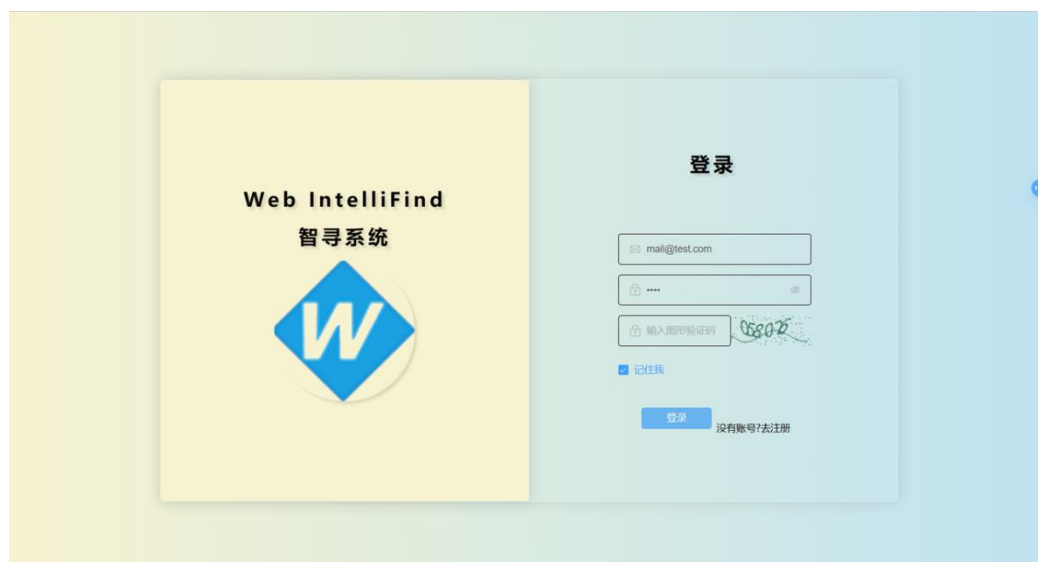 Web IntelliFind
智寻系统
W
登录
mail@test.com
••••
输入图形验证码
记住我
登录
没有账号?去注册